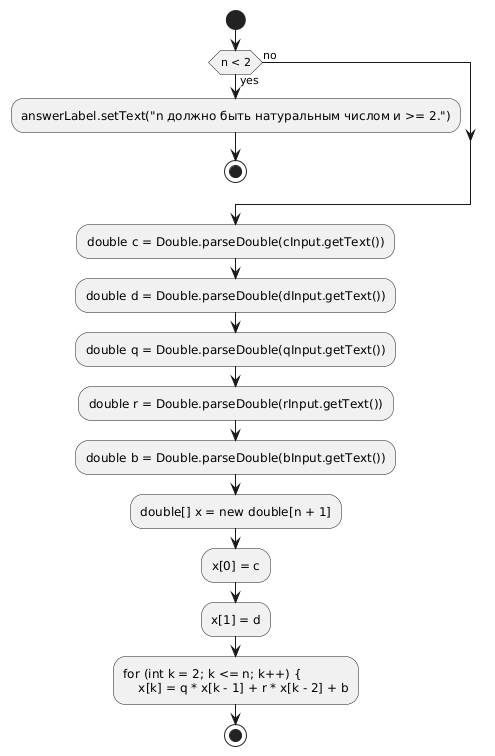 n < 2
no
yes
answerLabel.setText("n должно быть натуральным числом и >= 2.")
double c = Double.parseDouble(cInput.getText())
double d = Double.parseDouble(dInput.getText())
double q = Double.parseDouble(qInput.getText())
double r = Double.parseDouble(rInput.getText())
double b = Double.parseDouble(bInput.getText())
double[] x = new double[n + 1]
x[0] = c
x[1] = d
for (int k = 2; k <= n; k++) {
    x[k] = q * x[k - 1] + r * x[k - 2] + b